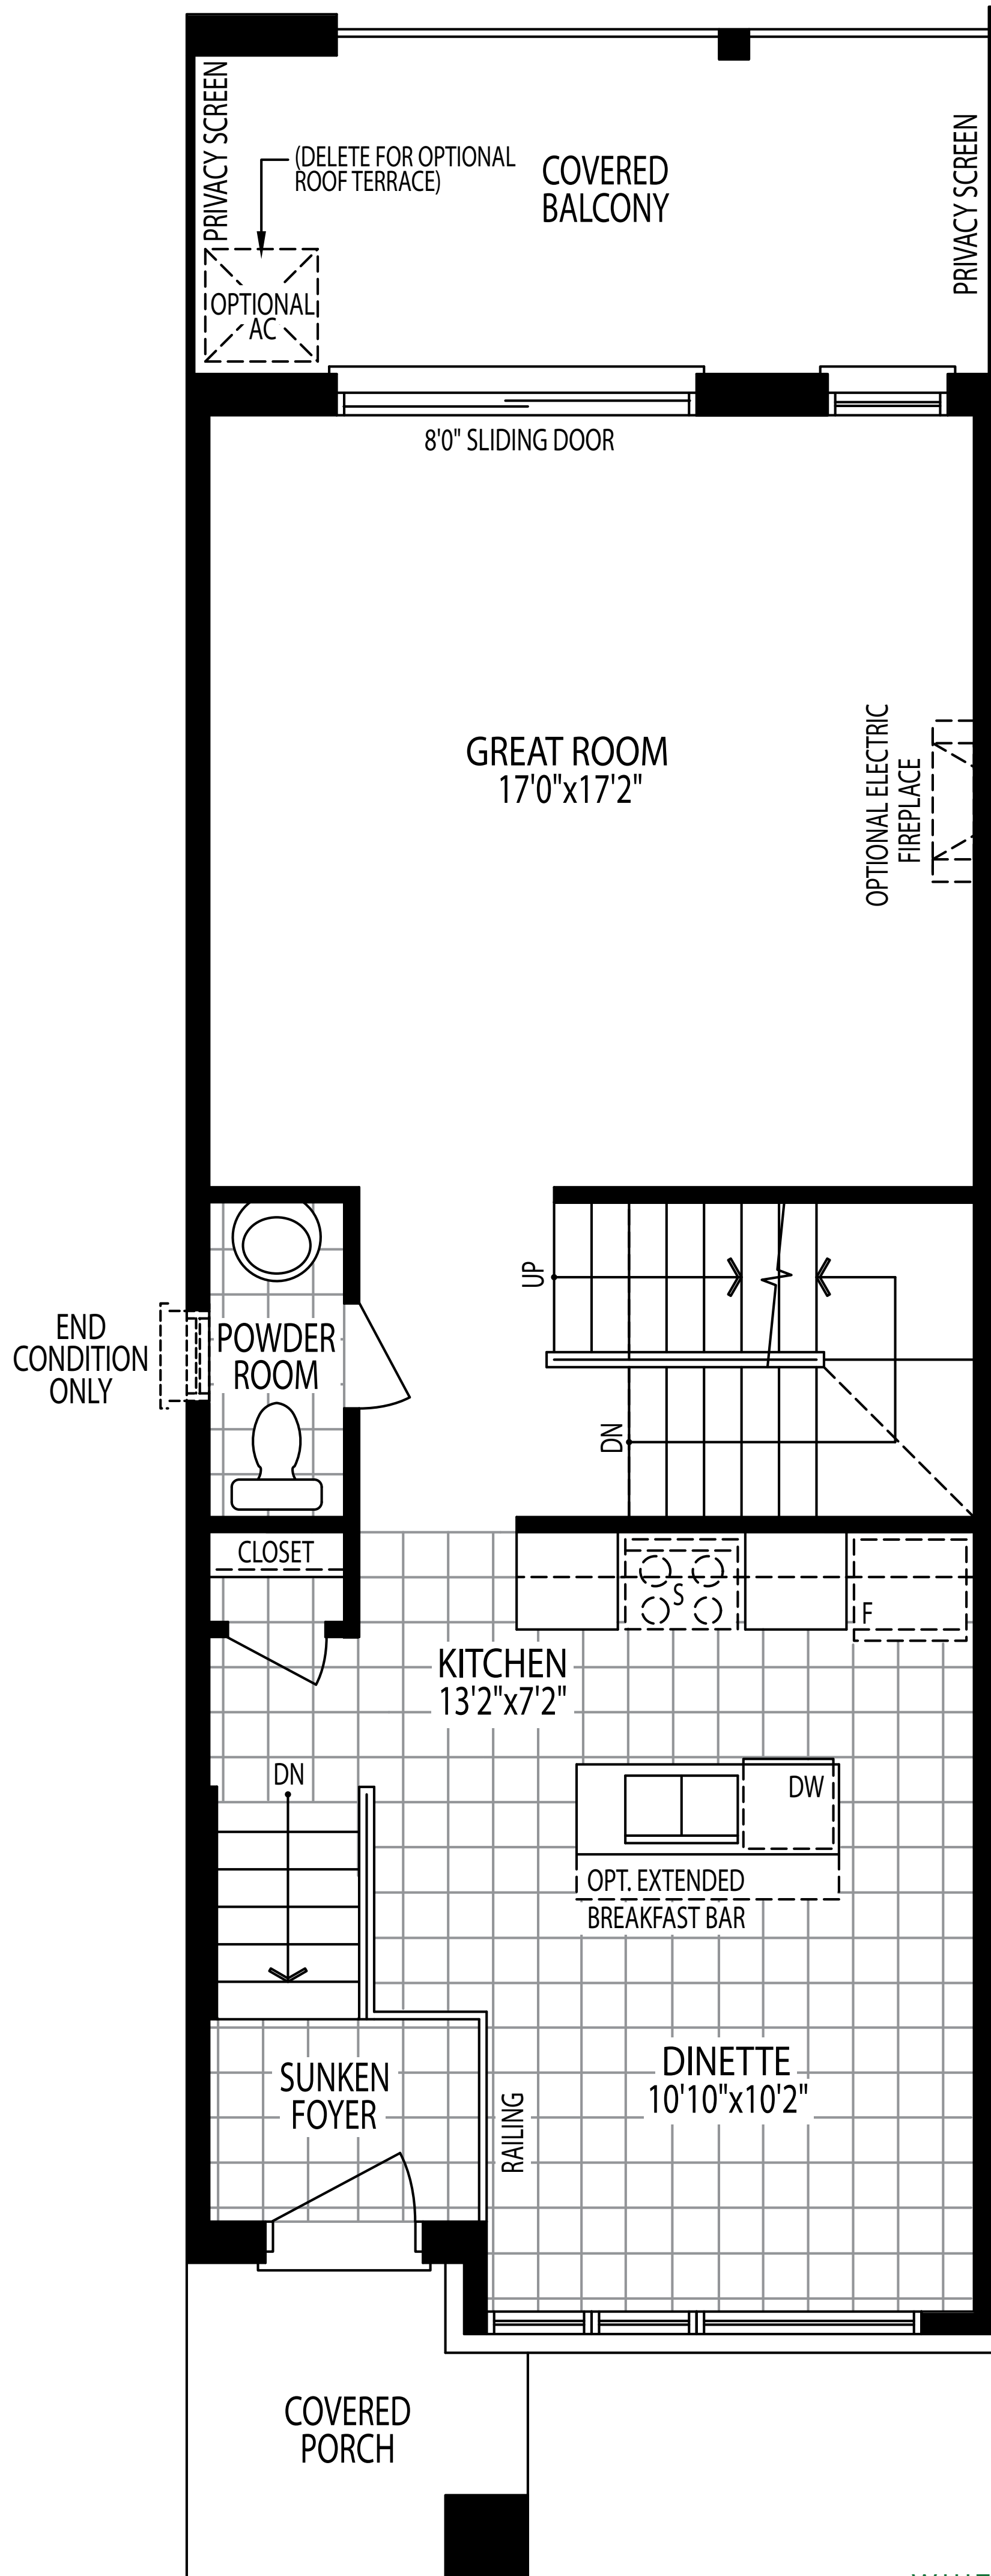 PRIVACY SCREEN
(DELETE FOR OPTIONAL
ROOF TERRACE)
COVERED
BALCONY
PRIVACY SCREEN
OPTIONAL
AC
8'0" SLIDING DOOR
GREAT ROOM
17'0"x17'2"
OPTIONAL ELECTRIC
FIREPLACE
UP
END
CONDITION
ONLY
POWDER
ROOM
DN
CLOSET
S
F
KITCHEN
13'2"x7'2"
DN
DW
OPT. EXTENDED
BREAKFAST BAR
SUNKEN
FOYER
RAILING
DINETTE
10'10"x10'2"
COVERED
PORCH